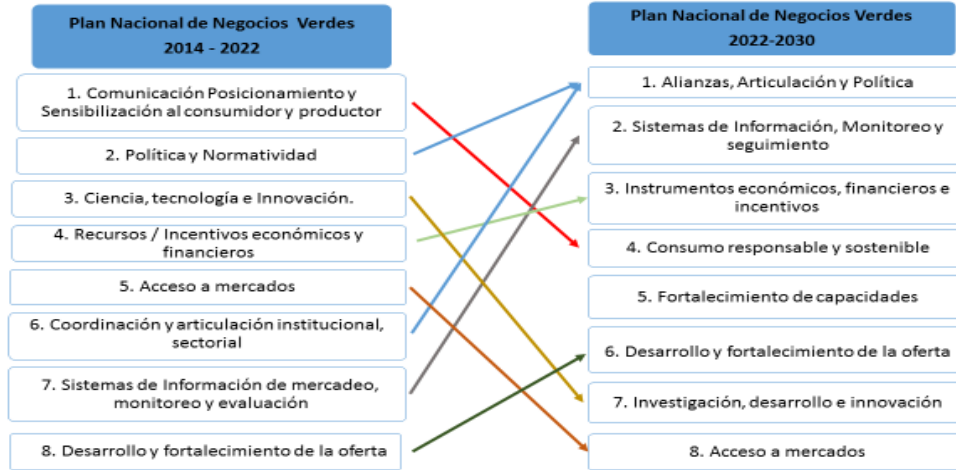 Plan Nacional de Negocios Verdes
2014 - 2022
1. Comunicación Posicionamiento y
Sensibilización al consumidor y productor
2. Política y Normatividad
3. Ciencia, tecnología e Innovación.
4. Recursos / Incentivos económicos y
financieros
5. Acceso a mercados
6. Coordinación y articulación institucional,
sectorial
7. Sistemas de Información de mercadeo,
monitoreo y evaluación
8. Desarrollo y fortalecimiento de la oferta
Plan Nacional de Negocios Verdes
2022-2030
1. Alianzas, Articulación y Política
2. Sistemas de Información, Monitoreo y
seguimiento
3. Instrumentos económicos, financieros e
incentivos
4. Consumo responsable y sostenible
5. Fortalecimiento de capacidades
6. Desarrollo y fortalecimiento de la oferta
7. Investigación, desarrollo e innovación
8. Acceso a mercados